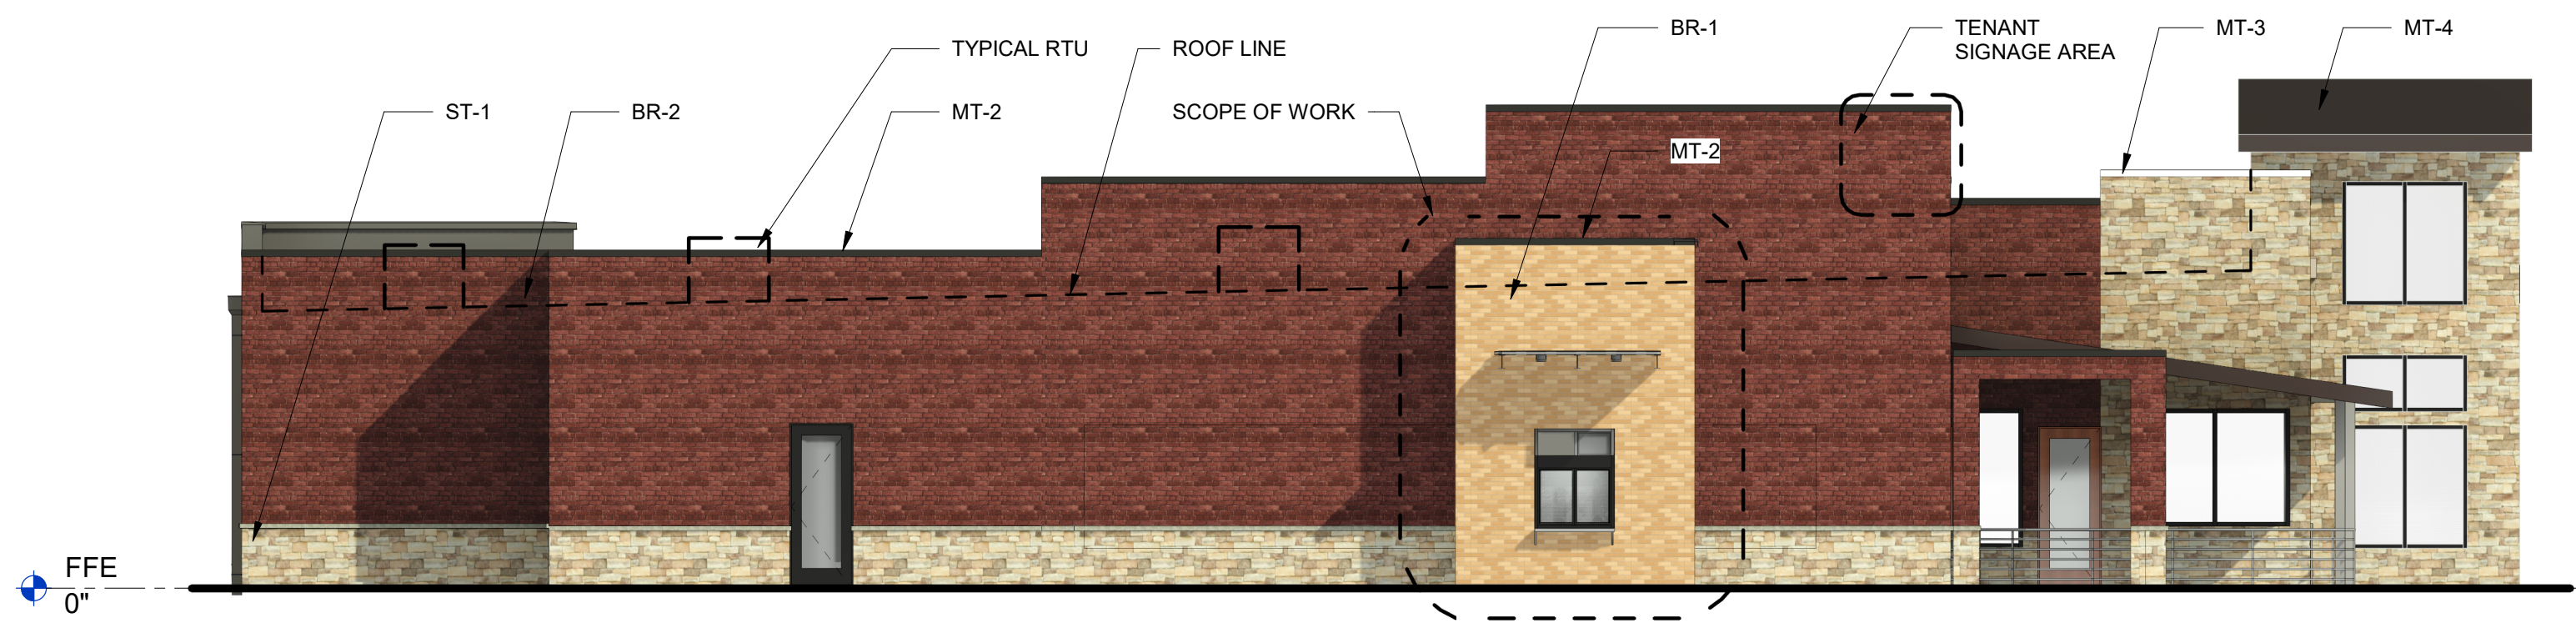 BR-1
TENANT
SIGNAGE AREA
MT-3
MT-4
TYPICAL RTU
ROOF LINE
ST-1
BR-2
MT-2
SCOPE OF WORK
MT-2
FFE
0"